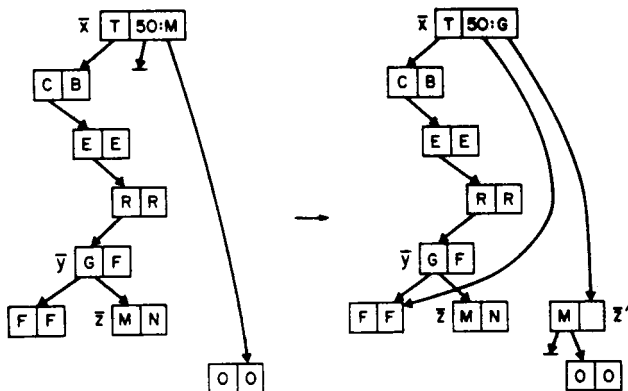 x̄ T 50:M
C B
E E
R R
ȳ G F
F F z̄ M N
O O
x̄ T 50:G
C B
E E
R R
ȳ G F
F F z̄ M N M z̄'
O O